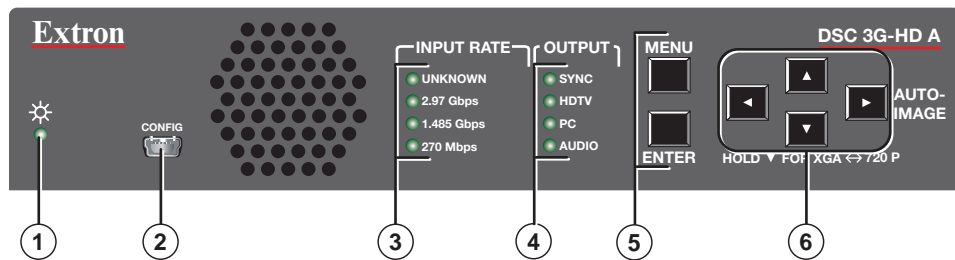 Extron
DSC 3G-HD A
INPUT RATE
UNKNOWN
2.97 Gbps
1.485 Gbps
270 Mbps
OUTPUT
SYNC
HDTV
PC
AUDIO
MENU
ENTER
AUTO-
IMAGE
HOLD ▼ FOR XGA ↔ 720 P
CONFIG
1
2
3
4
5
6